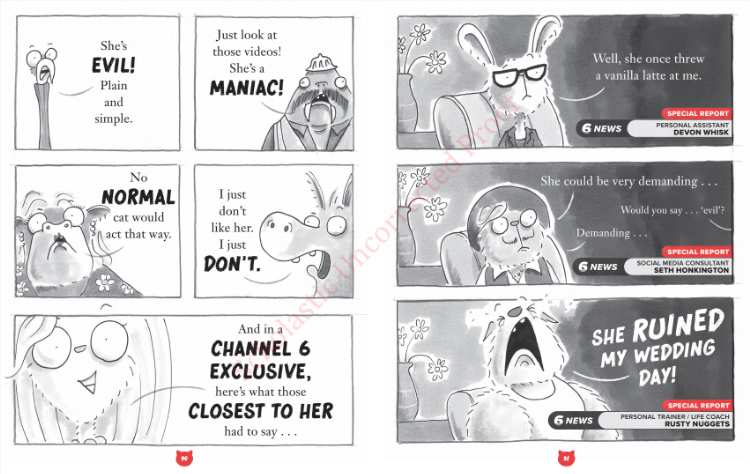 She's
EVIL!
Plain
and
simple.
Just look at
those videos!
She's a
MANIAC!
No
NORMAL
cat would
act that way.
I just
don't
like her.
I just
DON'T.
And in a
CHANNEL 6
EXCLUSIVE,
here's what those
CLOSEST TO HER
had to say . . .
90
Well, she once threw
a vanilla latte at me.
SPECIAL REPORT
6 NEWS
PERSONAL ASSISTANT
DEVON WHISK
She could be very demanding . . .
Would you say . . . 'evil'?
Demanding . . .
SPECIAL REPORT
6 NEWS
SOCIAL MEDIA CONSULTANT
SETH HONKINGTON
SHE RUINED
MY WEDDING
DAY!
SPECIAL REPORT
6 NEWS
PERSONAL TRAINER / LIFE COACH
RUSTY NUGGETS
91
Scholastic Uncorrected Proof